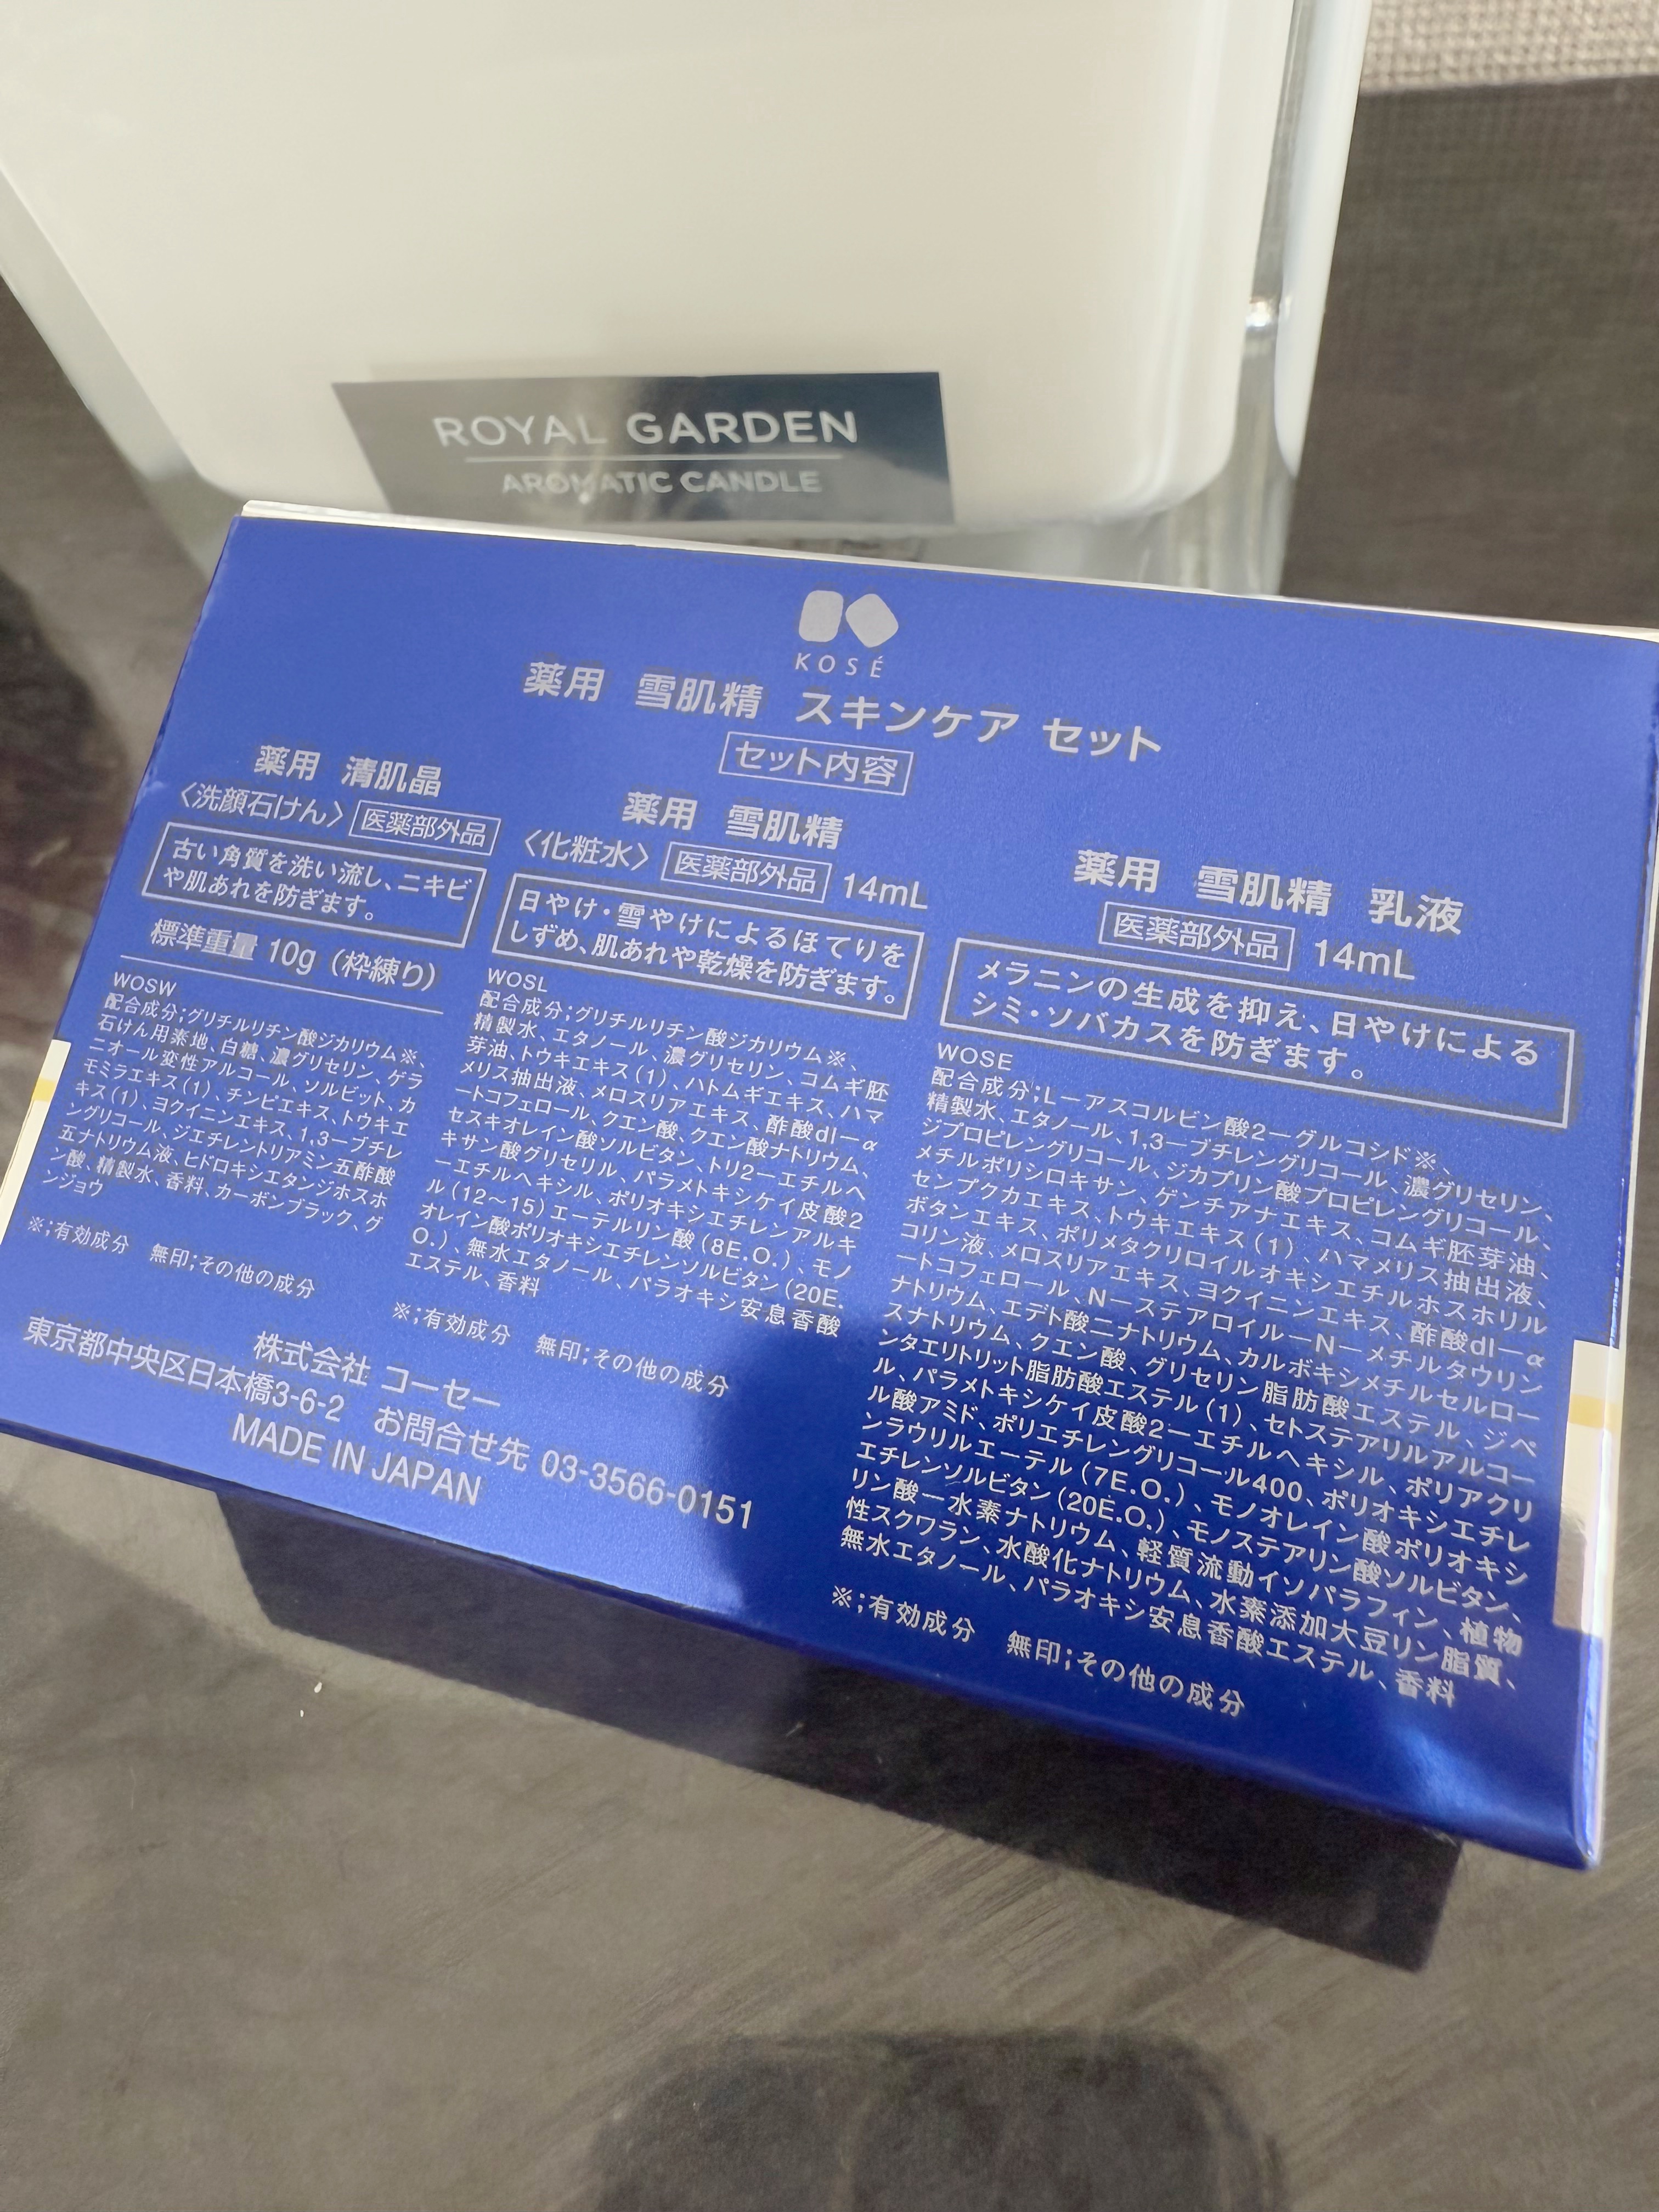 ROYAL GARDEN
AROMATIC CANDLE
KOSÉ
薬用 雪肌精 スキンケア セット
セット内容
薬用 清肌晶
〈洗顔石けん〉 医薬部外品
古い角質を洗い流し、ニキビ
や肌あれを防ぎます。
標準重量 10g (枠練り)
WOSW
配合成分;グリチルリチン酸ジカリウム※、
石けん用素地、白糖、濃グリセリン、ゲラ
ニオール変性アルコール、ソルビット、カ
モミラエキス(1)、チンピエキス、トウキエ
キス(1)、ヨクイニンエキス、1,3−ブチレ
ングリコール、ジエチレントリアミン五酢酸
五ナトリウム液、ヒドロキシエタンジホスホ
ン酸、精製水、香料、カーボンブラック、グ
ンジョウ
※;有効成分 無印;その他の成分
薬用 雪肌精
〈化粧水〉 医薬部外品 14mL
日やけ・雪やけによるほてりを
しずめ、肌あれや乾燥を防ぎます。
WOSL
配合成分;グリチルリチン酸ジカリウム※、
精製水、エタノール、濃グリセリン、コムギ胚
芽油、トウキエキス(1)、ハトムギエキス、ハマ
メリス抽出液、メロスリアエキス、酢酸dl−α
−トコフェロール、クエン酸、クエン酸ナトリウム、
セスキオレイン酸ソルビタン、トリ2−エチルヘ
キサン酸グリセリル、パラメトキシケイ皮酸2
−エチルヘキシル、ポリオキシエチレンアルキ
ル(12〜15)エーテルリン酸(8E.O.)、モノ
オレイン酸ポリオキシエチレンソルビタン(20E.
O.)、無水エタノール、パラオキシ安息香酸
エステル、香料
※;有効成分 無印;その他の成分
薬用 雪肌精 乳液
医薬部外品 14mL
メラニンの生成を抑え、日やけによる
シミ・ソバカスを防ぎます。
WOSE
配合成分;L−アスコルビン酸2−グルコシド※、
精製水、エタノール、1,3−ブチレングリコール、濃グリセリン、
ジプロピレングリコール、ジカプリン酸プロピレングリコール、
メチルポリシロキサン、ゲンチアナエキス、コムギ胚芽油、
センプクカエキス、トウキエキス(1)、ハマメリス抽出液、
ボタンエキス、ポリメタクリロイルオキシエチルホスホリル
コリン液、メロスリアエキス、ヨクイニンエキス、酢酸dl−α
−トコフェロール、N−ステアロイル−N−メチルタウリン
ナトリウム、エデト酸二ナトリウム、カルボキシメチルセルロー
スナトリウム、クエン酸、グリセリン脂肪酸エステル、ジペ
ンタエリトリット脂肪酸エステル(1)、セトステアリルアルコー
ル、パラメトキシケイ皮酸2−エチルヘキシル、ポリアクリ
ル酸アミド、ポリエチレングリコール400、ポリオキシエチレ
ンラウリルエーテル(7E.O.)、モノオレイン酸ポリオキシ
エチレンソルビタン(20E.O.)、モノステアリン酸ソルビタン、
リン酸一水素ナトリウム、軽質流動イソパラフィン、植物
性スクワラン、水酸化ナトリウム、水素添加大豆リン脂質、
無水エタノール、パラオキシ安息香酸エステル、香料
※;有効成分 無印;その他の成分
株式会社 コーセー
東京都中央区日本橋3-6-2 お問合せ先 03-3566-0151
MADE IN JAPAN